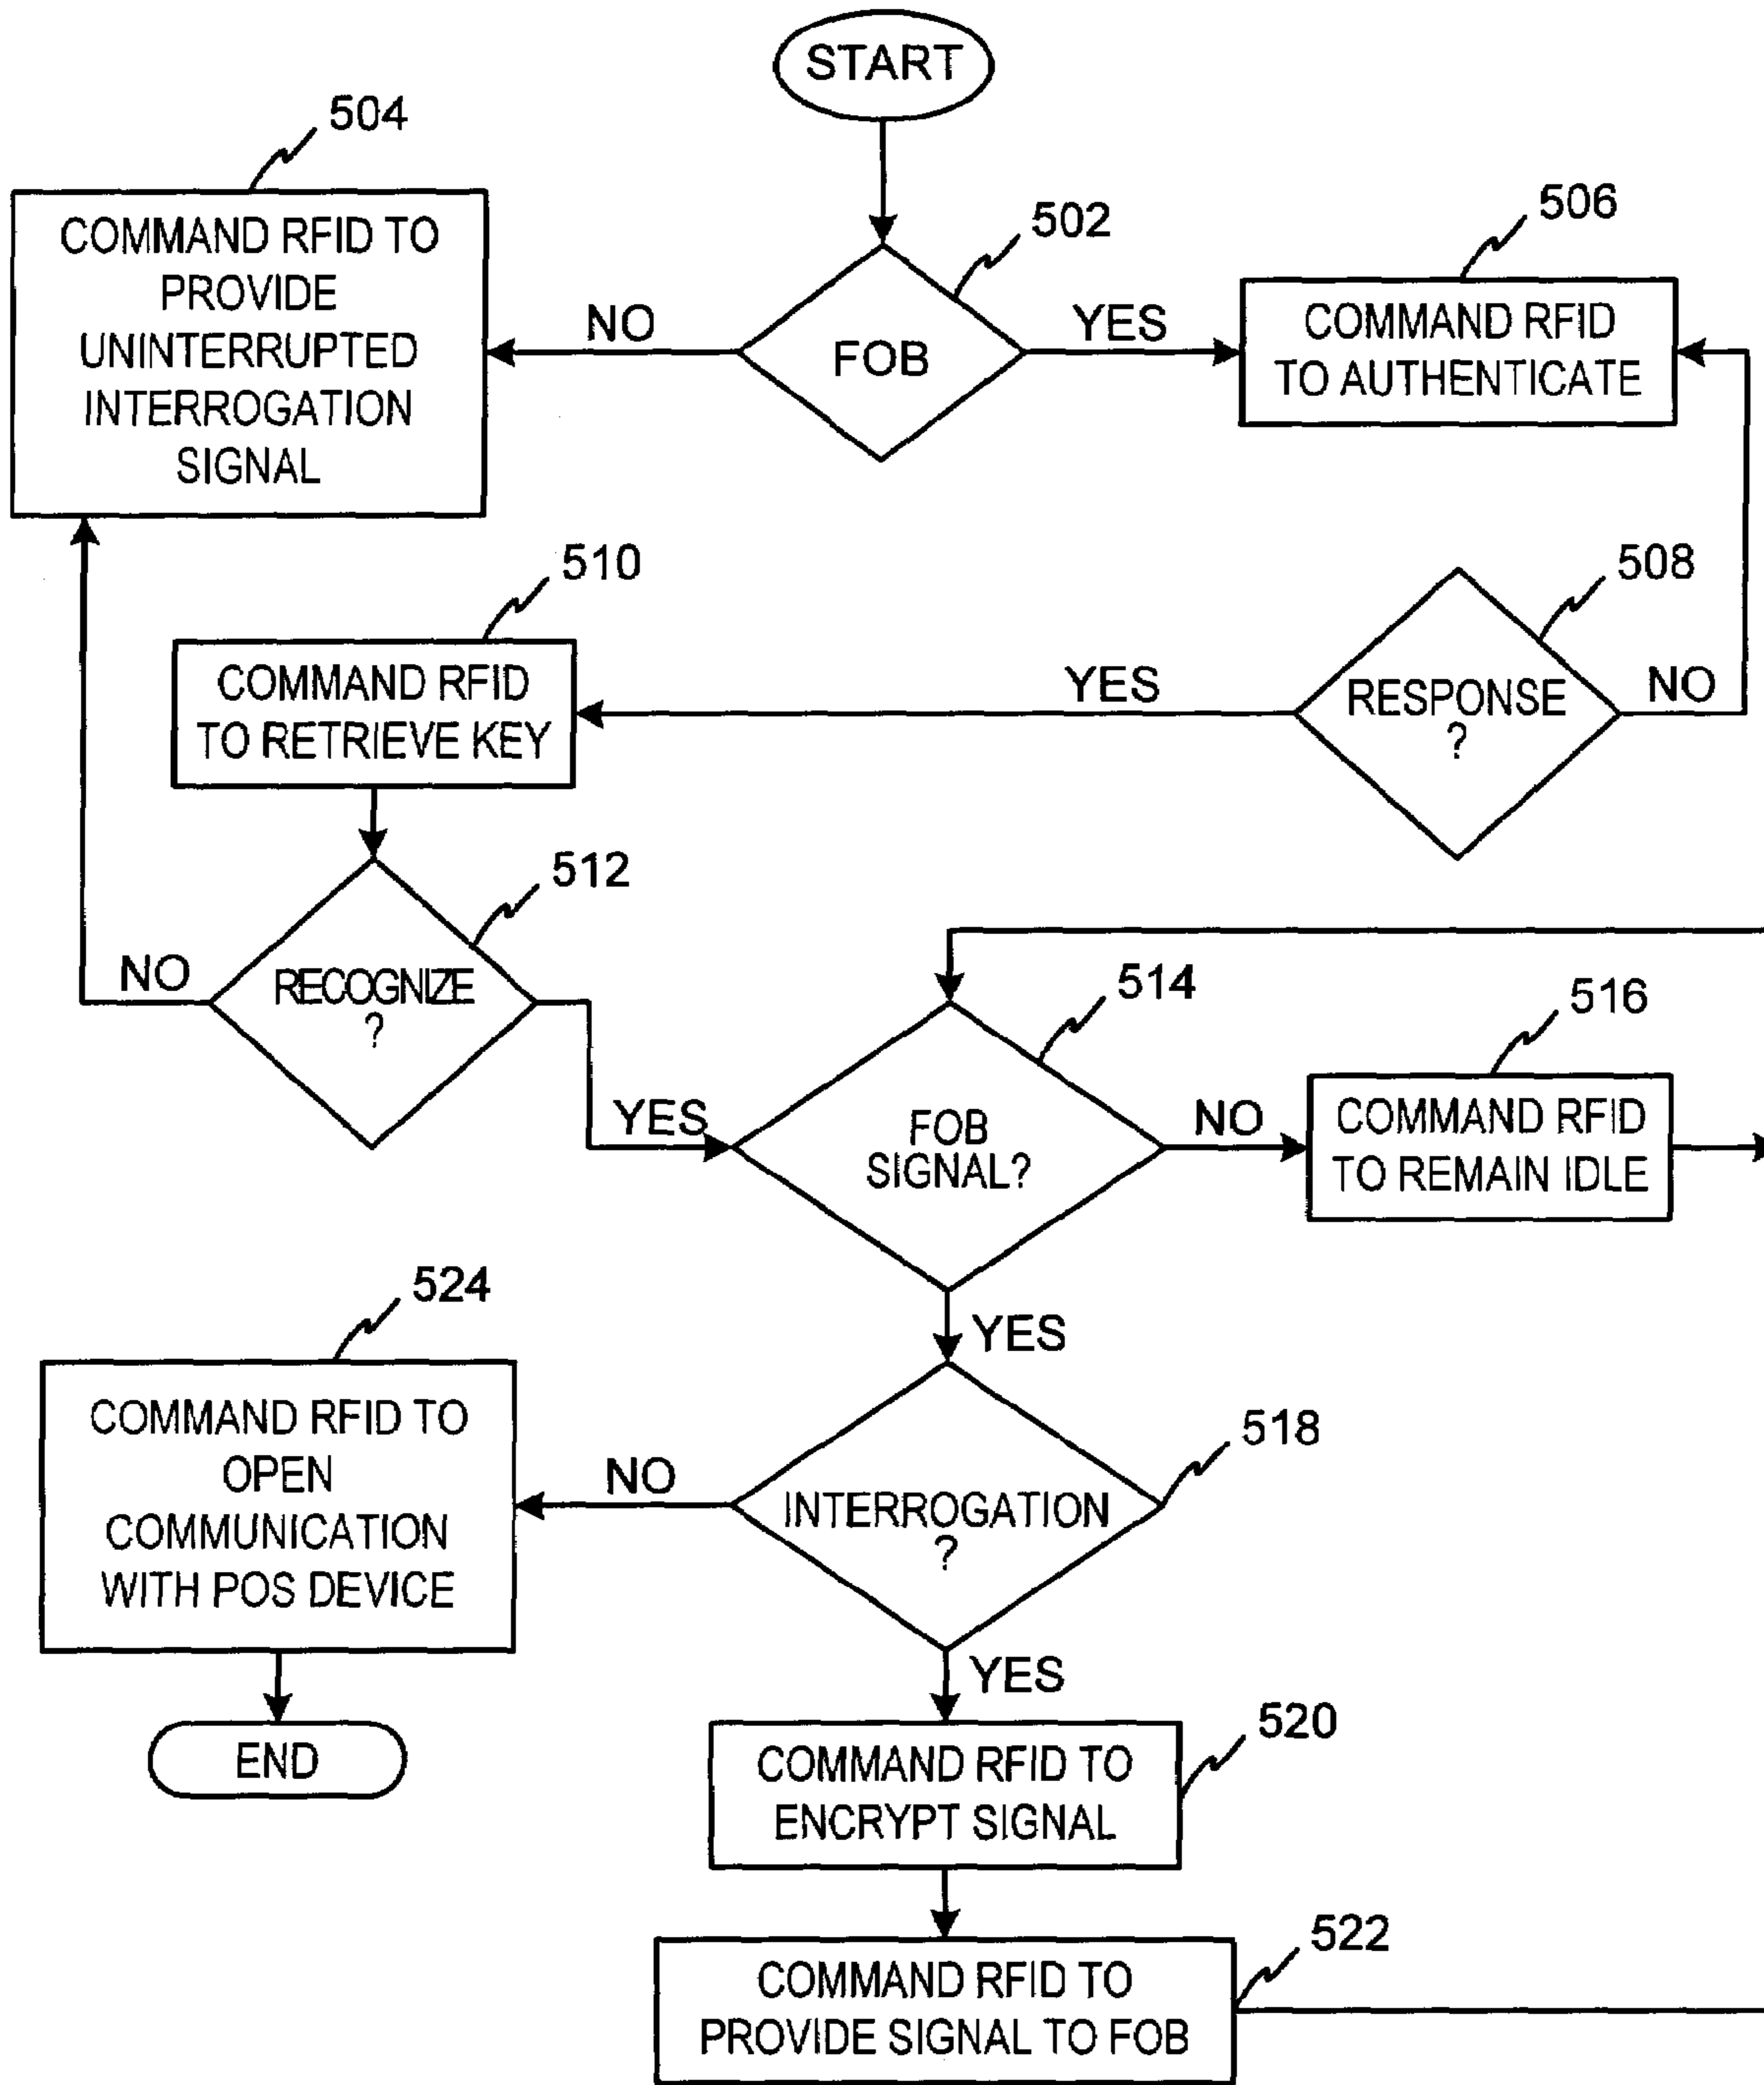 START
504
COMMAND RFID TO
PROVIDE
UNINTERRUPTED
INTERROGATION
SIGNAL
502
506
NO
FOB
YES
COMMAND RFID
TO AUTHENTICATE
510
508
COMMAND RFID
TO RETRIEVE KEY
YES
RESPONSE
?
NO
512
NO
RECOGNIZE
?
YES
514
516
FOB
SIGNAL?
NO
COMMAND RFID
TO REMAIN IDLE
524
YES
COMMAND RFID TO
OPEN
COMMUNICATION
WITH POS DEVICE
518
NO
INTERROGATION
?
END
YES
520
COMMAND RFID TO
ENCRYPT SIGNAL
522
COMMAND RFID TO
PROVIDE SIGNAL TO FOB